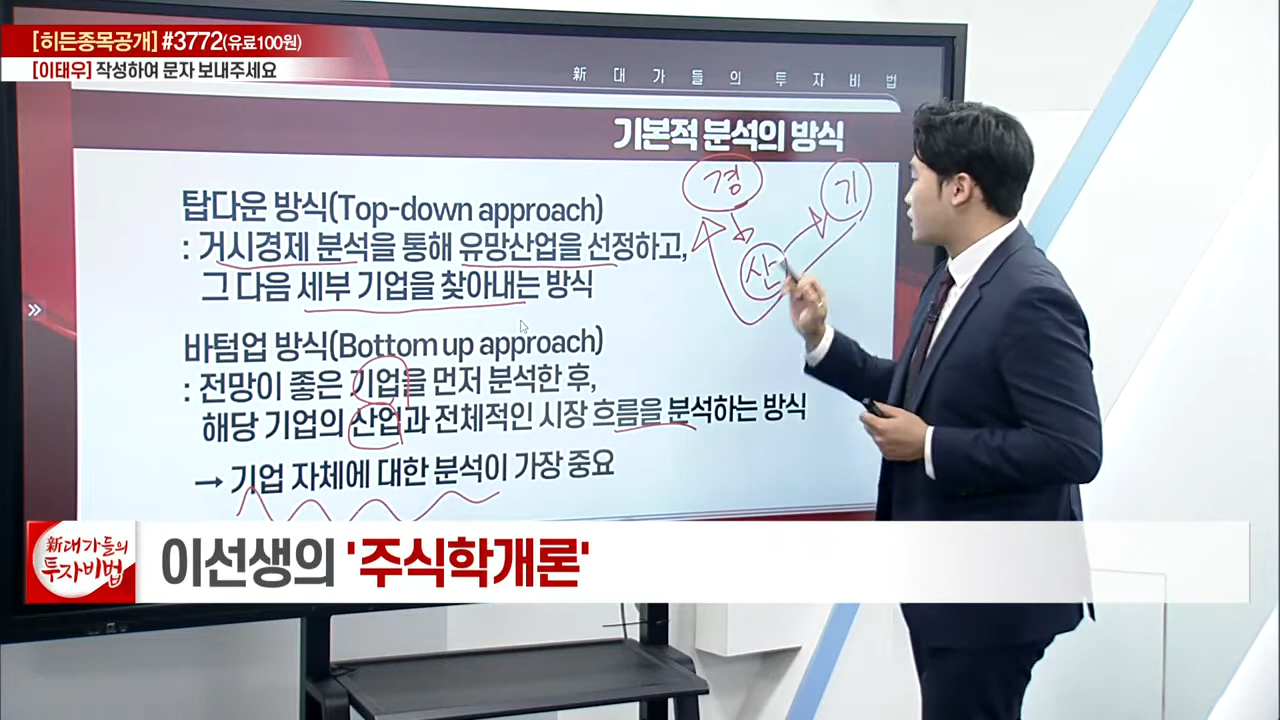 [히든종목공개] #3772(유료100원)
[이태우] 작성하여 문자 보내주세요
新 대 가 들 의 투 자 비 법
기본적 분석의 방식
경
기
산
탑다운 방식(Top-down approach)
: 거시경제 분석을 통해 유망산업을 선정하고,
그 다음 세부 기업을 찾아내는 방식
바텀업 방식(Bottom up approach)
: 전망이 좋은 기업을 먼저 분석한 후,
해당 기업의 산업과 전체적인 시장 흐름을 분석하는 방식
→ 기업 자체에 대한 분석이 가장 중요
新대가들의
투자비법
이선생의 '주식학개론'